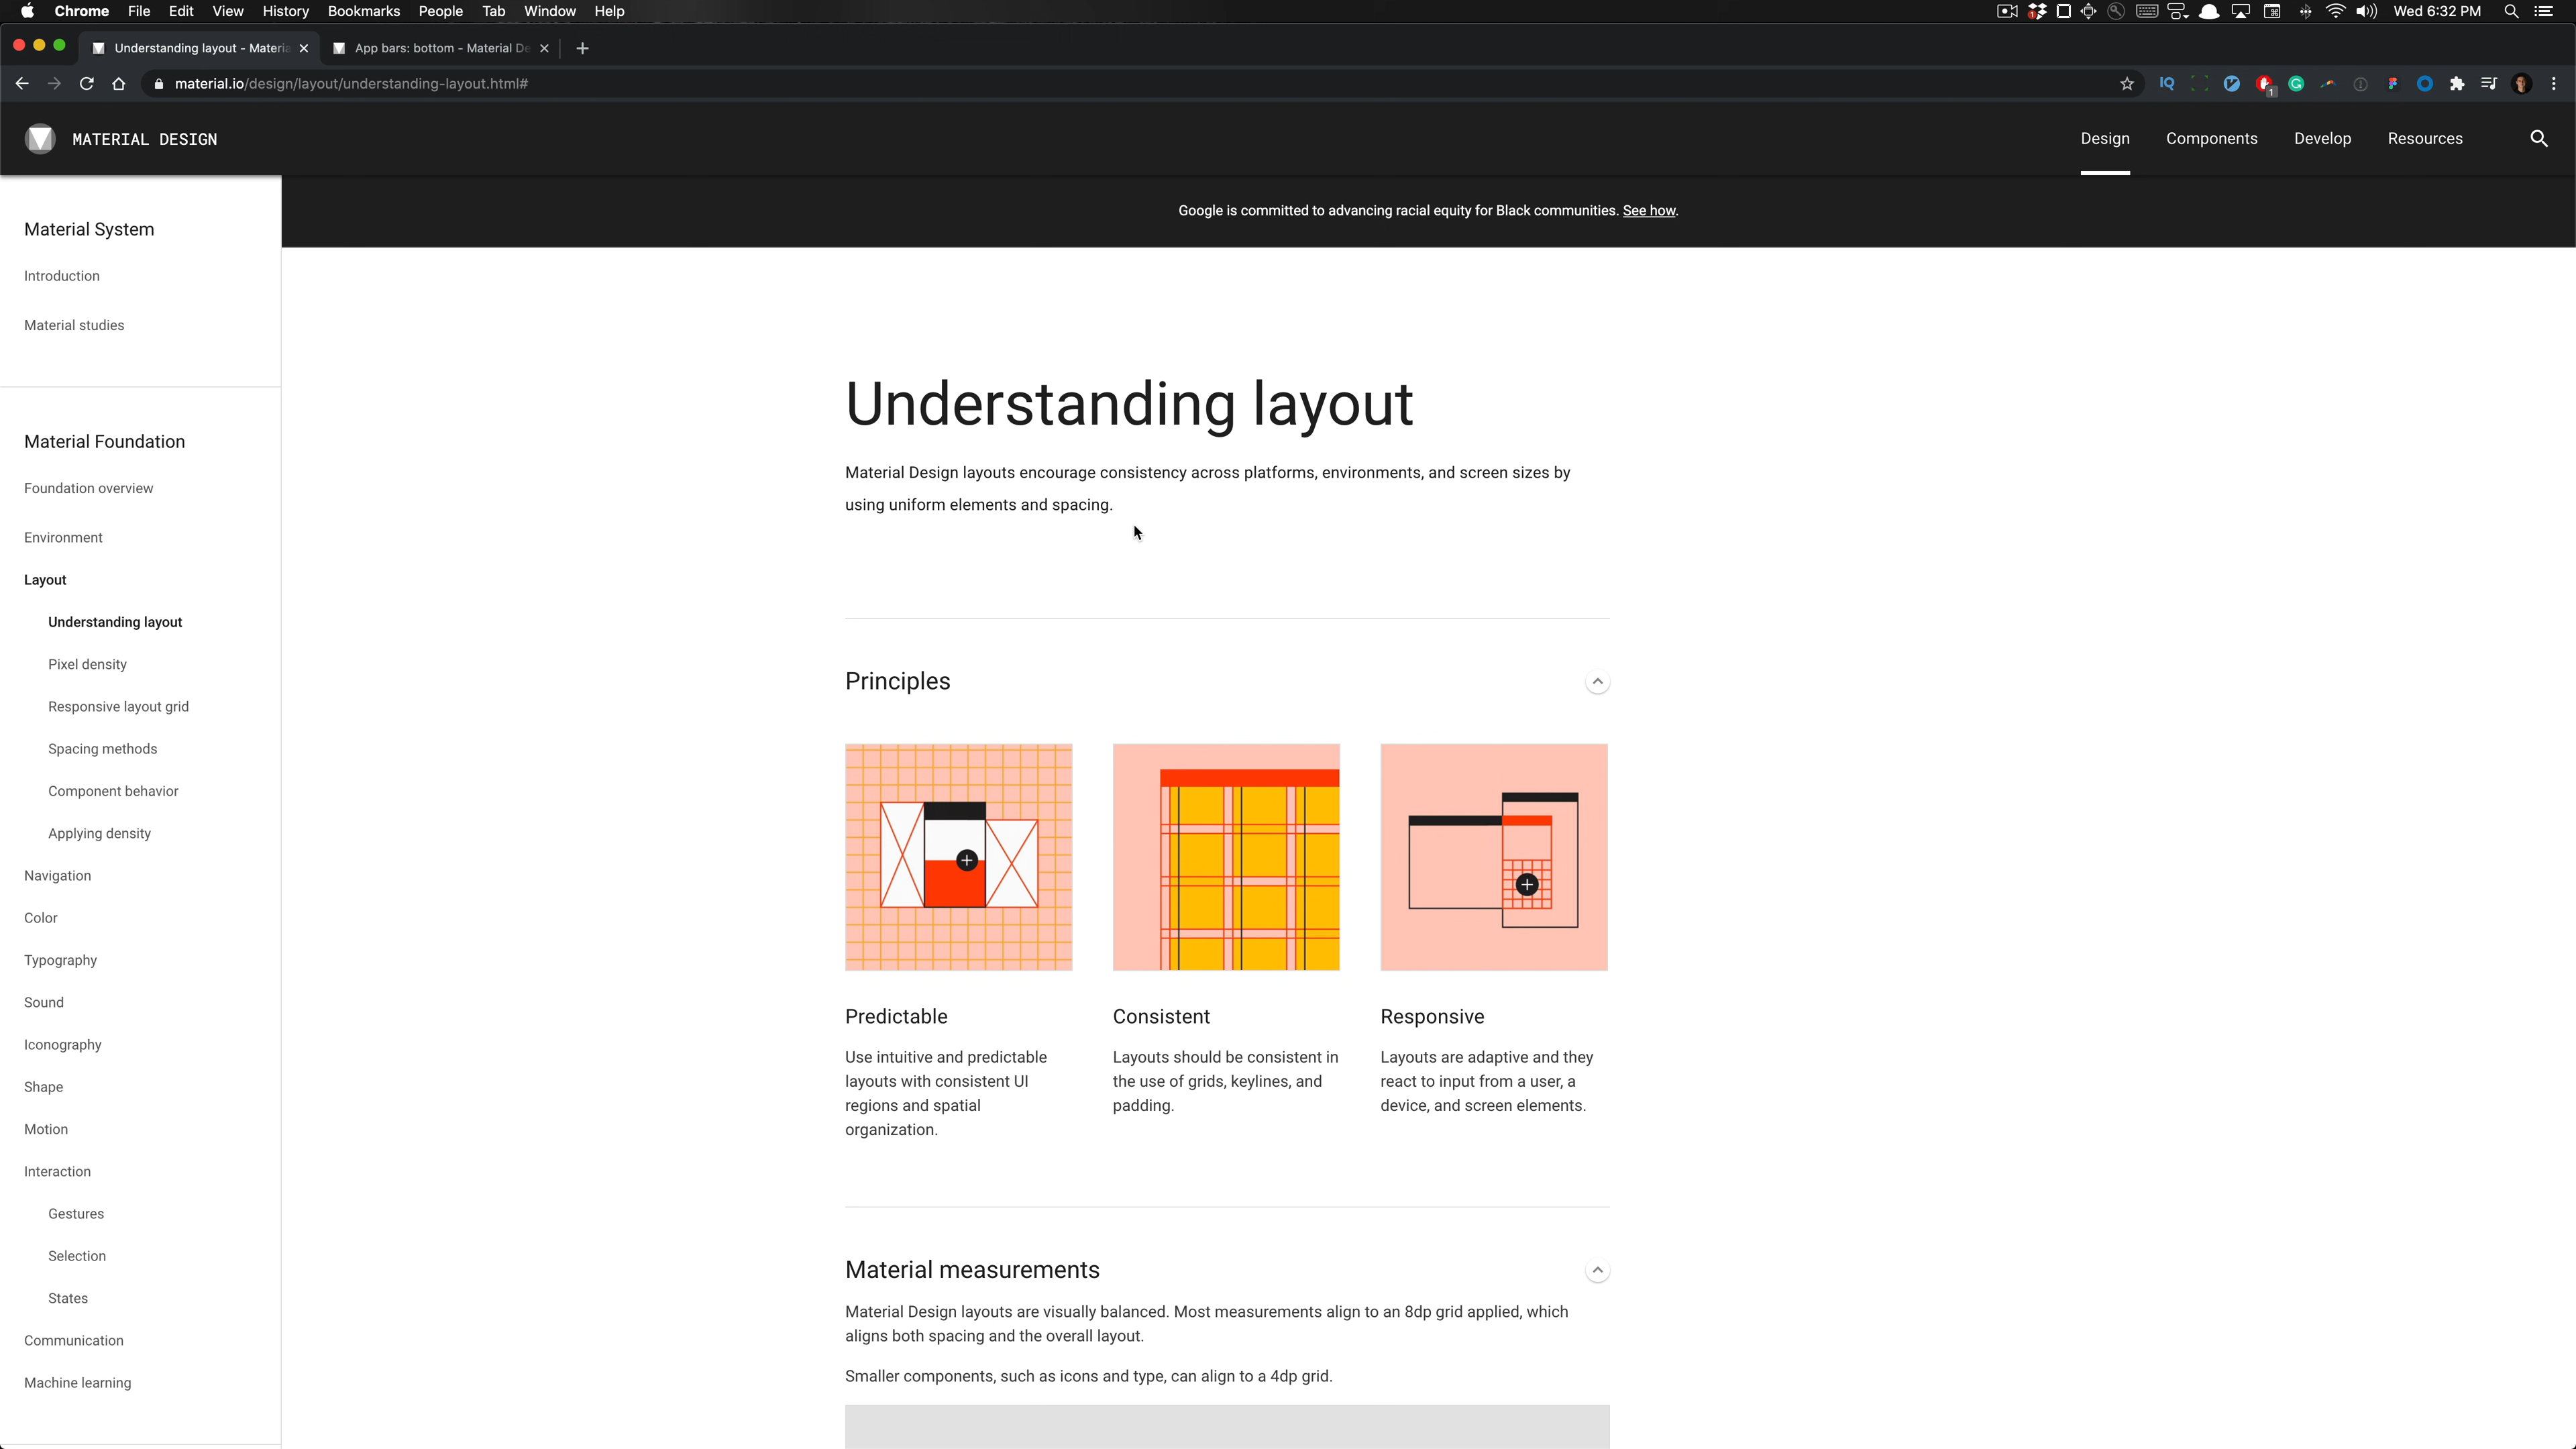 Chrome File Edit View History Bookmarks People Tab Window Help
Wed 6:32 PM
Understanding layout - Materia
App bars: bottom - Material De
material.io/design/layout/understanding-layout.html#
IQ
1
MATERIAL DESIGN
Design Components Develop Resources
Google is committed to advancing racial equity for Black communities. See how.
Material System
Introduction
Material studies
Material Foundation
Foundation overview
Environment
Layout
Understanding layout
Pixel density
Responsive layout grid
Spacing methods
Component behavior
Applying density
Navigation
Color
Typography
Sound
Iconography
Shape
Motion
Interaction
Gestures
Selection
States
Communication
Machine learning
Understanding layout
Material Design layouts encourage consistency across platforms, environments, and screen sizes by
using uniform elements and spacing.
Principles
Predictable
Use intuitive and predictable
layouts with consistent UI
regions and spatial
organization.
Consistent
Layouts should be consistent in
the use of grids, keylines, and
padding.
Responsive
Layouts are adaptive and they
react to input from a user, a
device, and screen elements.
Material measurements
Material Design layouts are visually balanced. Most measurements align to an 8dp grid applied, which
aligns both spacing and the overall layout.
Smaller components, such as icons and type, can align to a 4dp grid.